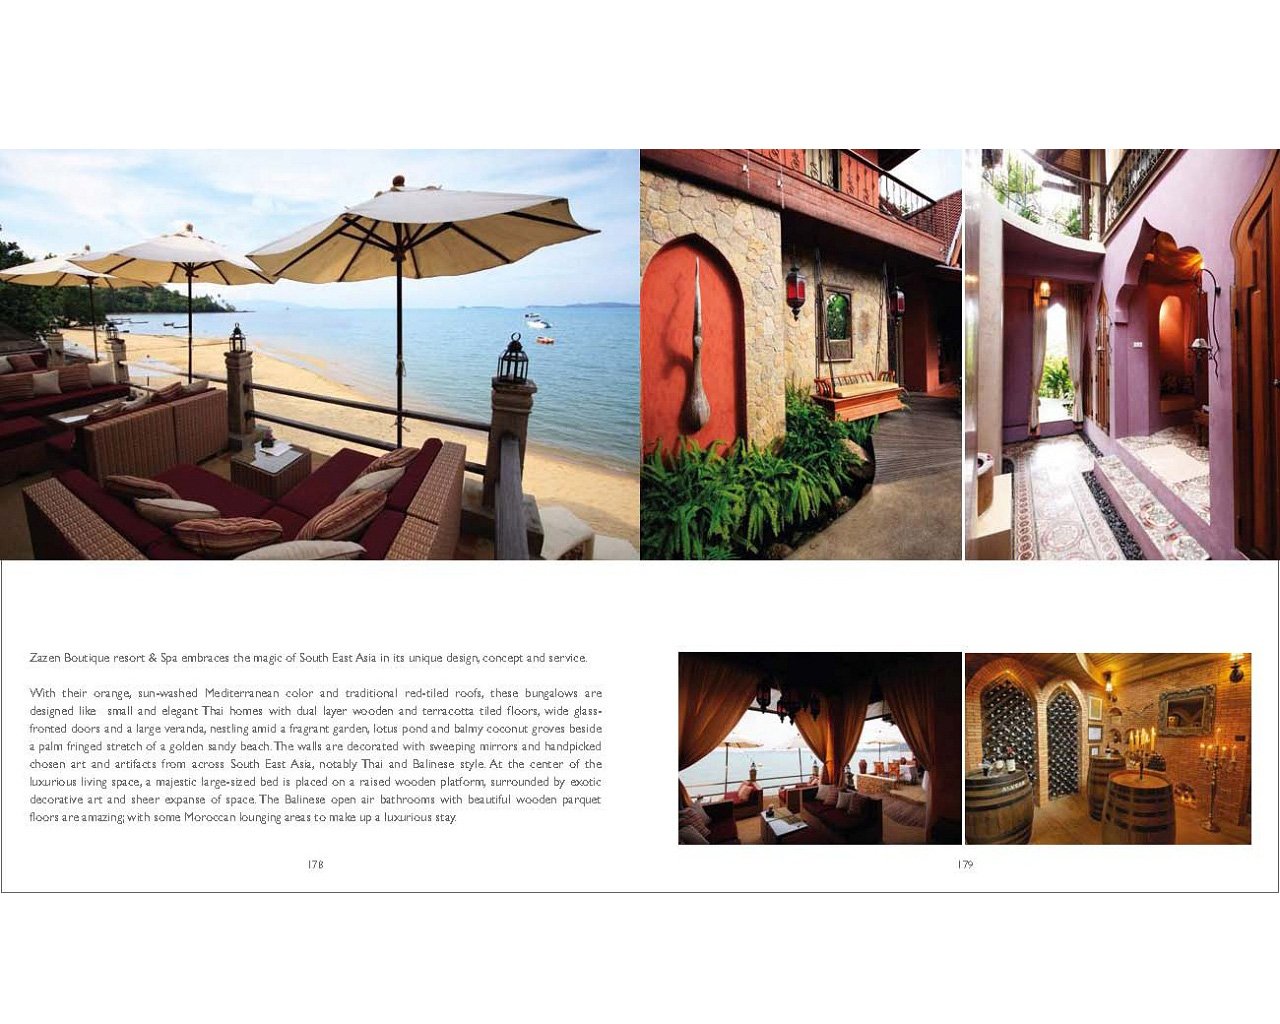 Zazen Boutique resort & Spa embraces the magic of South East Asia in its unique design, concept and service.
With their orange, sun-washed Mediterranean color and traditional red-tiled roofs, these bungalows are
designed like small and elegant Thai homes with dual layer wooden and terracotta tiled floors, wide glass-
fronted doors and a large veranda, nestling amid a fragrant garden, lotus pond and balmy coconut groves beside
a palm fringed stretch of a golden sandy beach. The walls are decorated with sweeping mirrors and handpicked
chosen art and artifacts from across South East Asia, notably Thai and Balinese style. At the center of the
luxurious living space, a majestic large-sized bed is placed on a raised wooden platform, surrounded by exotic
decorative art and sheer expanse of space. The Balinese open air bathrooms with beautiful wooden parquet
floors are amazing; with some Moroccan lounging areas to make up a luxurious stay.
178
179